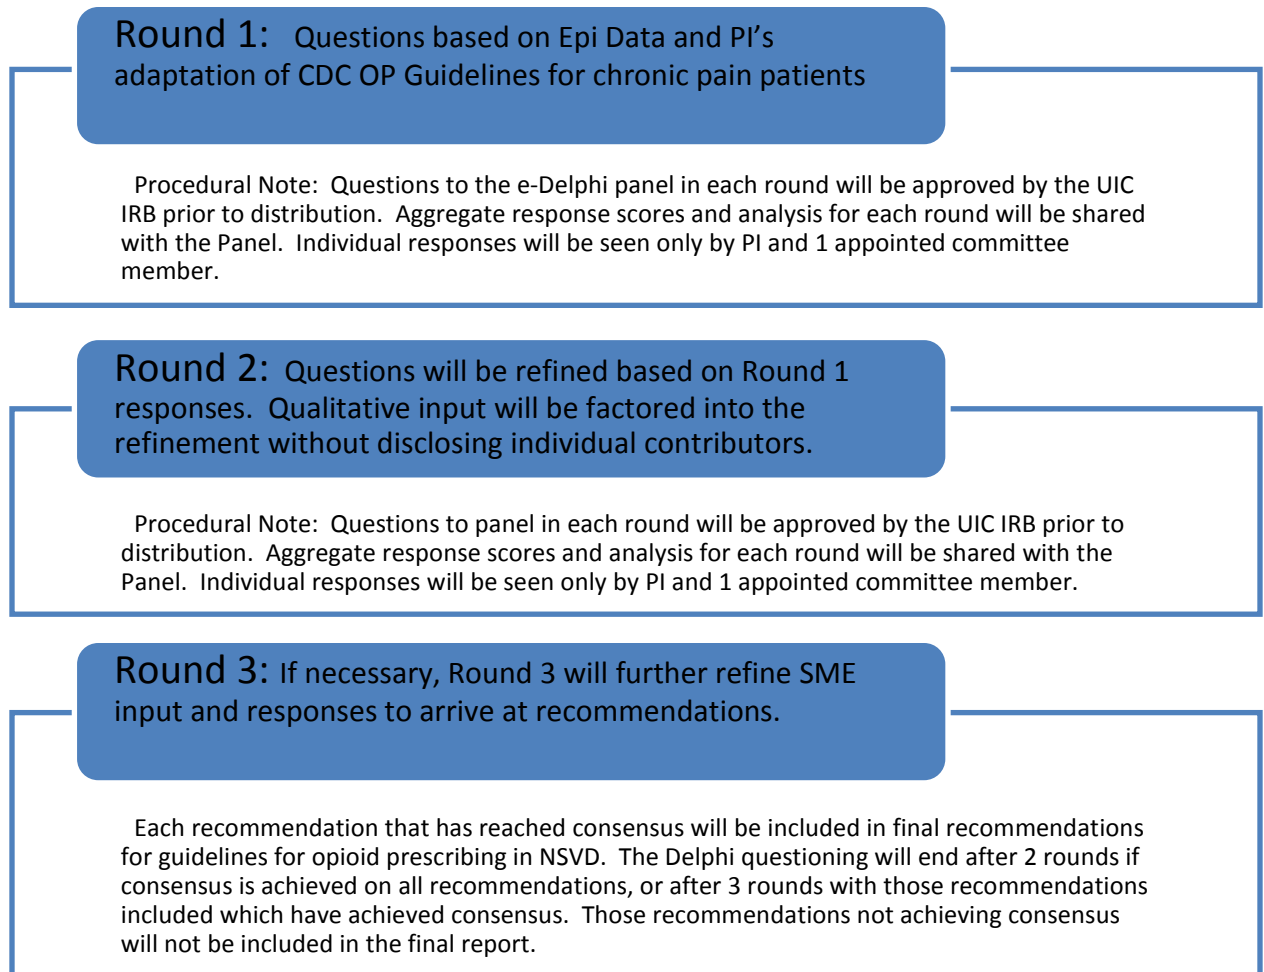 Round 1: Questions based on Epi Data and PI’s
adaptation of CDC OP Guidelines for chronic pain patients
Procedural Note: Questions to the e-Delphi panel in each round will be approved by the UIC
IRB prior to distribution. Aggregate response scores and analysis for each round will be shared
with the Panel. Individual responses will be seen only by PI and 1 appointed committee
member.
Round 2: Questions will be refined based on Round 1
responses. Qualitative input will be factored into the
refinement without disclosing individual contributors.
Procedural Note: Questions to panel in each round will be approved by the UIC IRB prior to
distribution. Aggregate response scores and analysis for each round will be shared with the
Panel. Individual responses will be seen only by PI and 1 appointed committee member.
Round 3: If necessary, Round 3 will further refine SME
input and responses to arrive at recommendations.
Each recommendation that has reached consensus will be included in final recommendations
for guidelines for opioid prescribing in NSVD. The Delphi questioning will end after 2 rounds if
consensus is achieved on all recommendations, or after 3 rounds with those recommendations
included which have achieved consensus. Those recommendations not achieving consensus
will not be included in the final report.